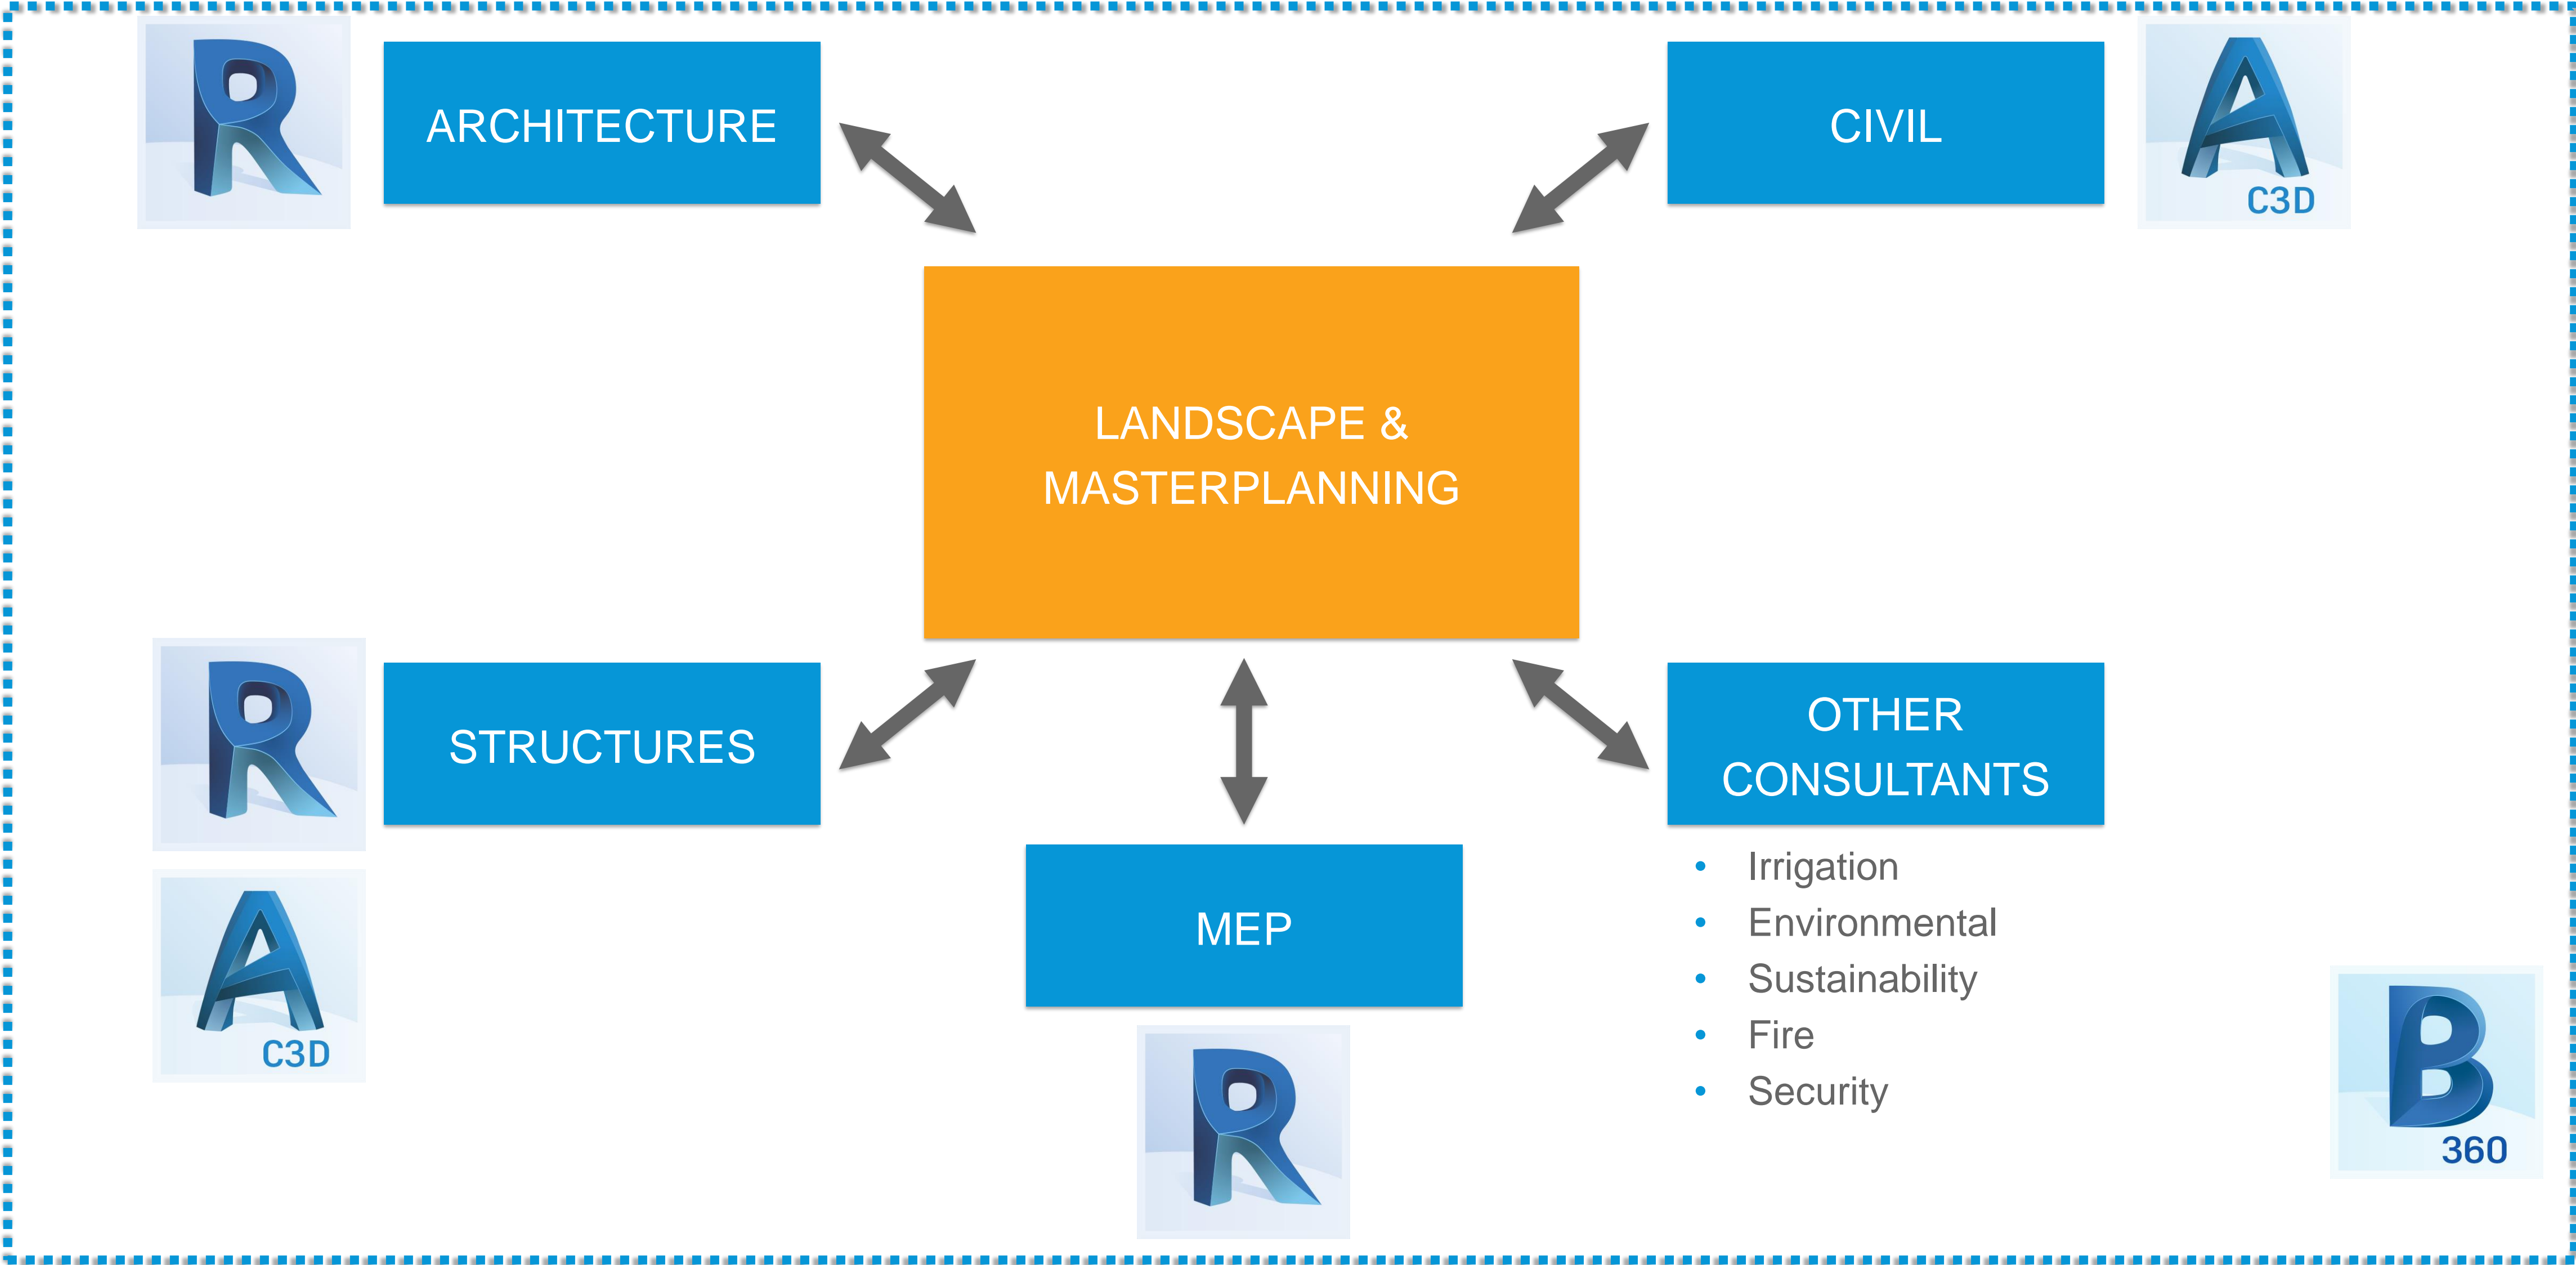 ARCHITECTURE
CIVIL
C3D
LANDSCAPE &
MASTERPLANNING
STRUCTURES
C3D
MEP
OTHER
CONSULTANTS
• Irrigation
• Environmental
• Sustainability
• Fire
• Security
360